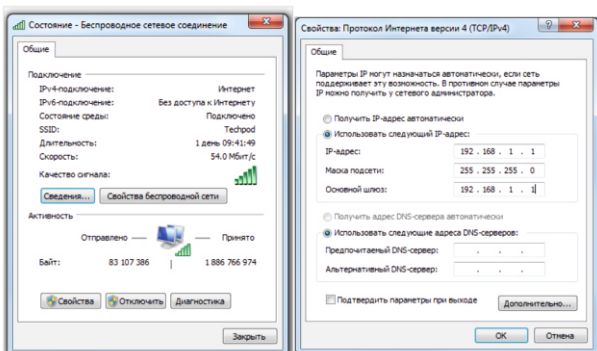 Состояние - Беспроводное сетевое соединение
Общие
Подключение
IPv4-подключение: Интернет
IPv6-подключение: Без доступа к Интернету
Состояние среды: Подключено
SSID: Techpod
Длительность: 1 день 09:41:49
Скорость: 54.0 Мбит/с
Качество сигнала:
Сведения... Свойства беспроводной сети
Активность
Отправлено Принято
Байт: 83 107 386 1 886 766 974
Свойства Отключить Диагностика
Закрыть
Свойства: Протокол Интернета версии 4 (TCP/IPv4)
Общие
Параметры IP могут назначаться автоматически, если сеть
поддерживает эту возможность. В противном случае параметры
IP можно получить у сетевого администратора.
Получить IP-адрес автоматически
Использовать следующий IP-адрес:
IP-адрес: 192 . 168 . 1 . 1
Маска подсети: 255 . 255 . 255 . 0
Основной шлюз: 192 . 168 . 1 . 1
Получить адрес DNS-сервера автоматически
Использовать следующие адреса DNS-серверов:
Предпочитаемый DNS-сервер: . . .
Альтернативный DNS-сервер: . . .
Подтвердить параметры при выходе
Дополнительно...
ОК Отмена